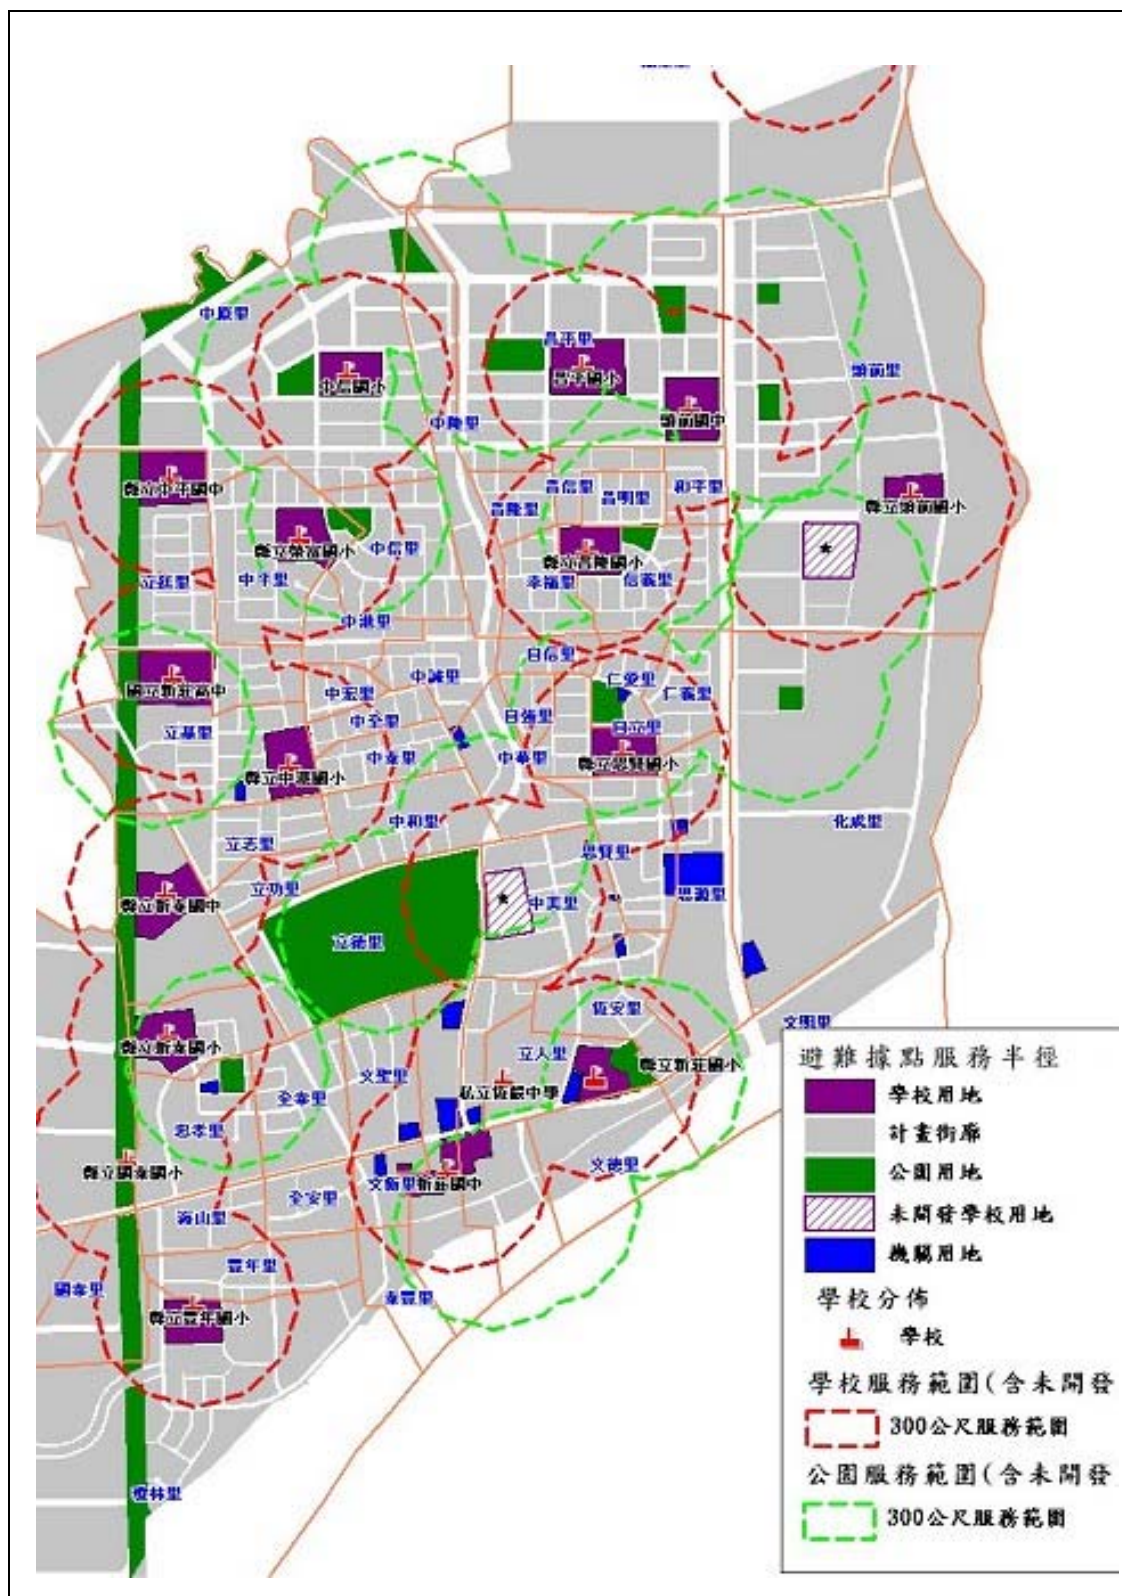 中原里
昌平里
中信國小
昌平國小
頭前里
頭前國中
中隆里
縣立中平國中
昌信里
昌明里
和平里
昌隆里
縣立頭前國小
縣立榮富國小
中信里
縣立昌隆國小
立廷里
中平里
幸福里
信義里
中港里
日信里
中誠里
仁愛里
國立新莊高中
中宏里
仁義里
立基里
中全里
自強里
自立里
中泰里
中華里
縣立中港國小
縣立思賢國小
中和里
化成里
立志里
思賢里
立功里
縣立新泰國中
中美里
思源里
立德里
恆安里
文明里
縣立新泰國小
立人里
縣立新莊國小
文聖里
私立恆毅中學
全泰里
忠孝里
縣立國泰國小
文德里
文衡里
新莊國中
全安里
海山里
豐年里
國泰里
泰豐里
縣立豐年國小
瓊林里
避難據點服務半徑
學校用地
計畫街廓
公園用地
未開發學校用地
機關用地
學校分佈
學校
學校服務範圍(含未開發
300公尺服務範圍
公園服務範圍(含未開發
300公尺服務範圍